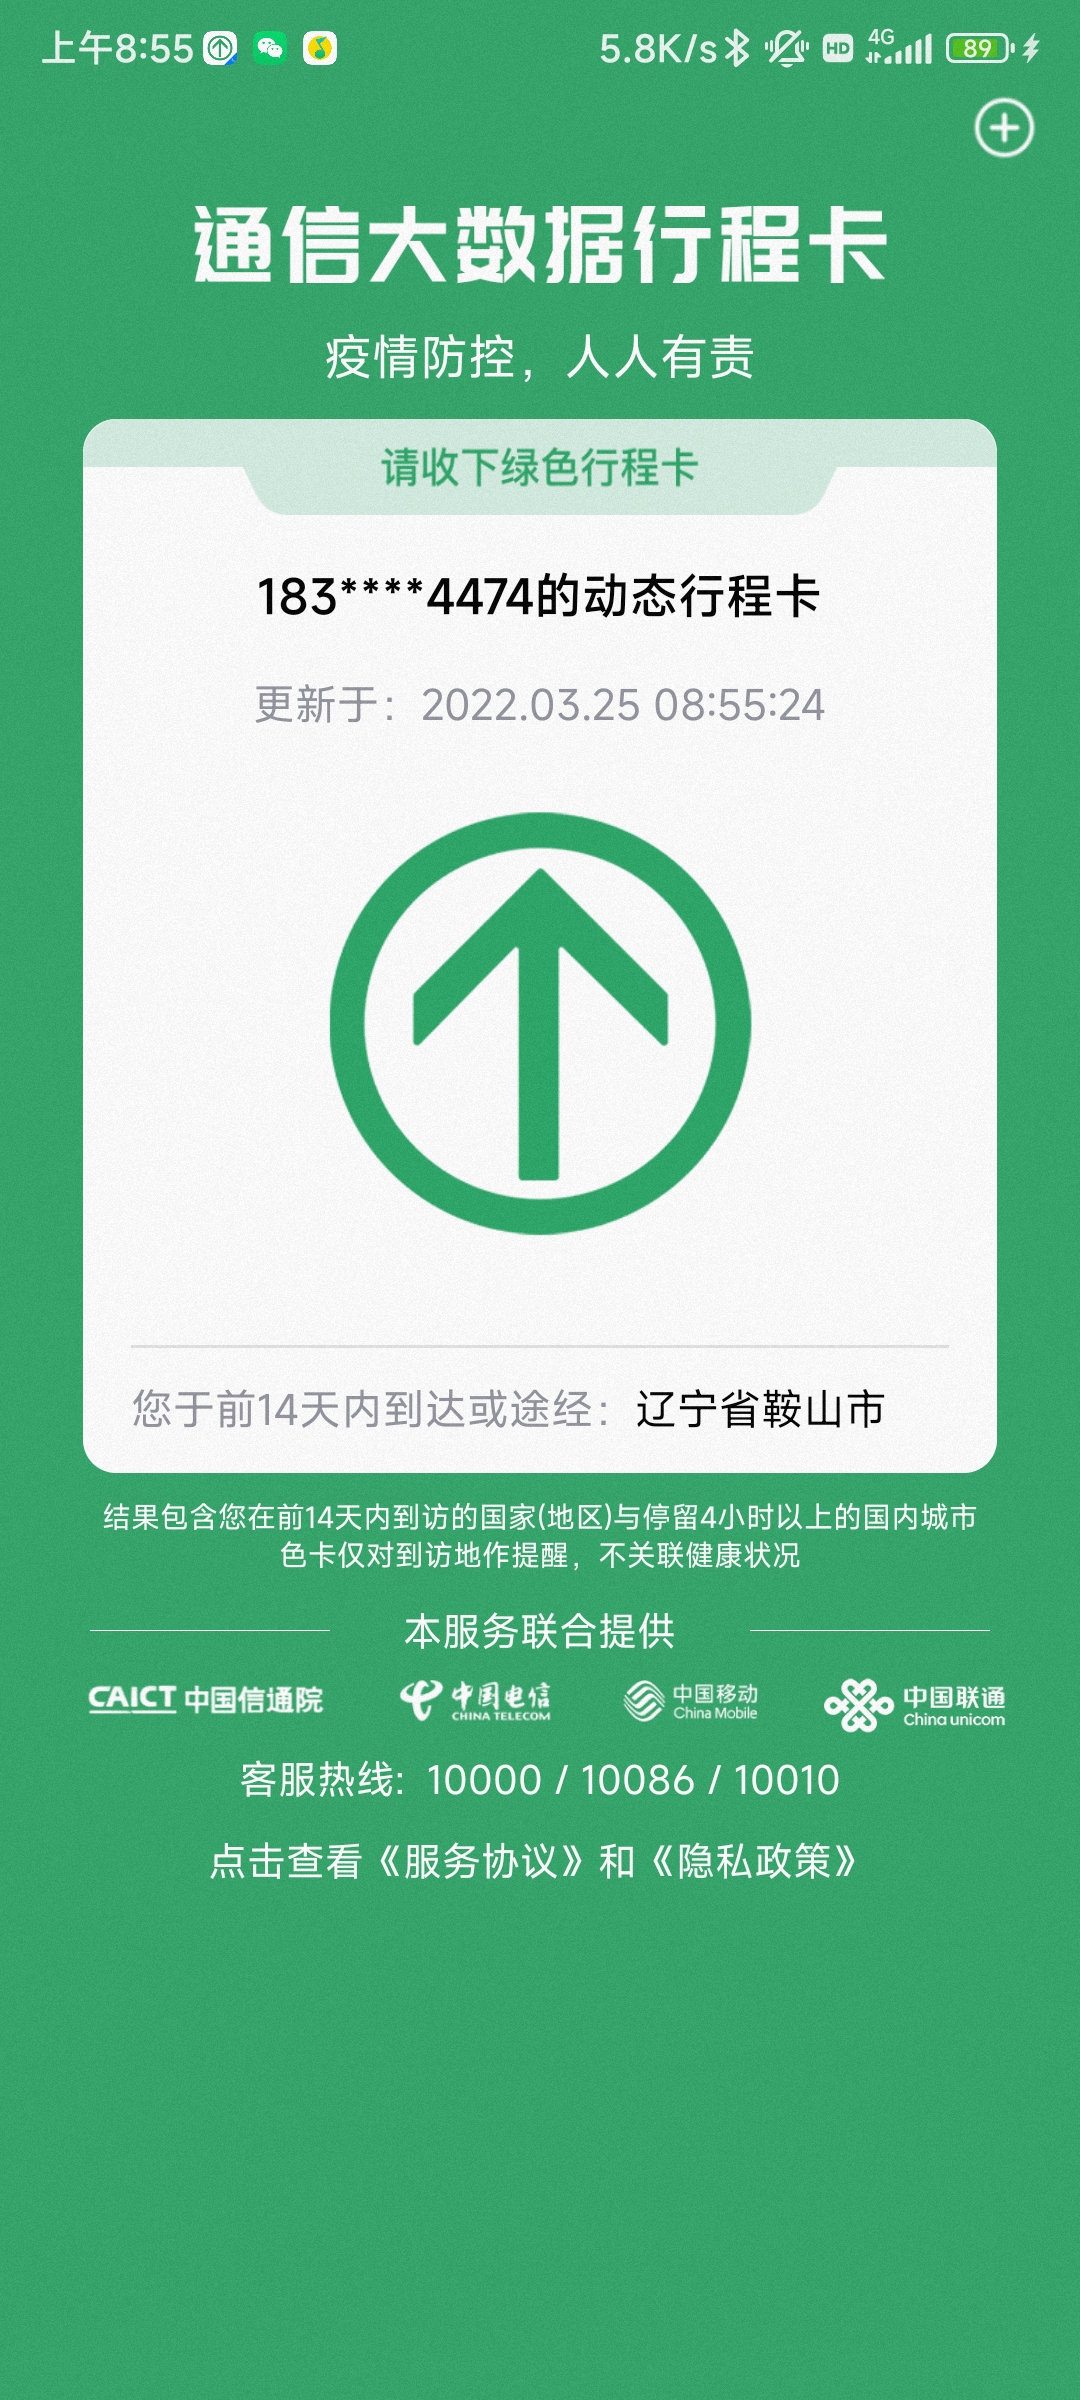 上午8:55 5.8K/s HD 4G 89
通信大数据行程卡
疫情防控，人人有责
请收下绿色行程卡
183****4474的动态行程卡
更新于：2022.03.25 08:55:24
您于前14天内到达或途经：辽宁省鞍山市
结果包含您在前14天内到访的国家(地区)与停留4小时以上的国内城市
色卡仅对到访地作提醒，不关联健康状况
本服务联合提供
CAICT 中国信通院 中国电信 CHINA TELECOM 中国移动 China Mobile 中国联通 China unicom
客服热线：10000 / 10086 / 10010
点击查看《服务协议》和《隐私政策》